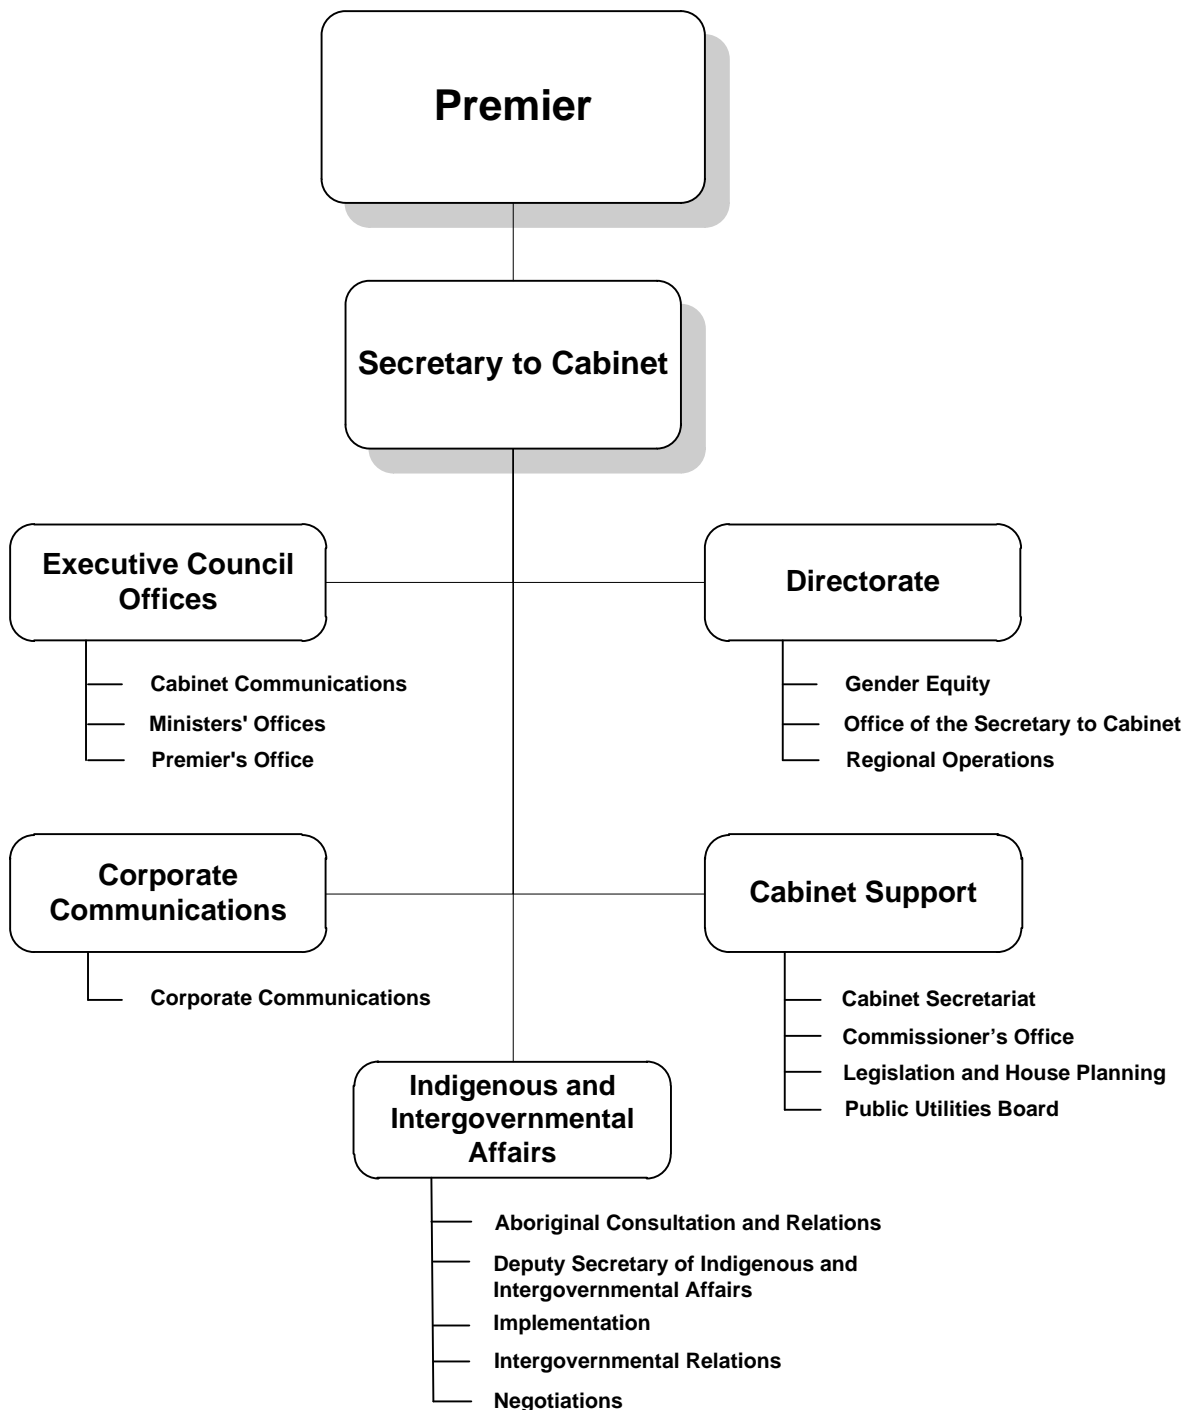 Premier
Secretary to Cabinet
Executive Council
Offices
Cabinet Communications
Ministers' Offices
Premier's Office
Directorate
Gender Equity
Office of the Secretary to Cabinet
Regional Operations
Corporate
Communications
Corporate Communications
Cabinet Support
Cabinet Secretariat
Commissioner’s Office
Legislation and House Planning
Public Utilities Board
Indigenous and
Intergovernmental
Affairs
Aboriginal Consultation and Relations
Deputy Secretary of Indigenous and
Intergovernmental Affairs
Implementation
Intergovernmental Relations
Negotiations